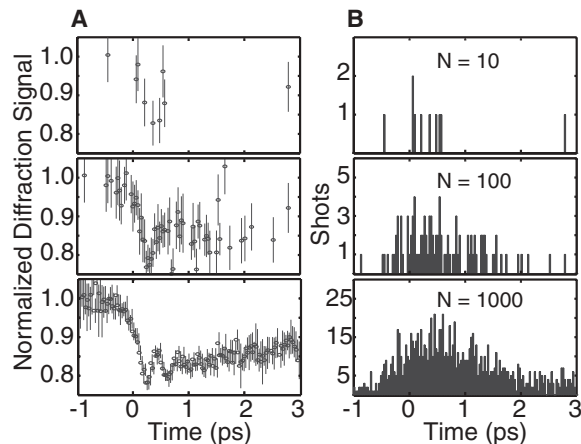 A
B
Normalized Diffraction Signal
1.0
0.9
0.8
1.0
0.9
0.8
1.0
0.9
0.8
-1 0 1 2 3
Time (ps)
Shots
N = 10
2
1
N = 100
5
3
1
N = 1000
25
15
5
-1 0 1 2 3
Time (ps)